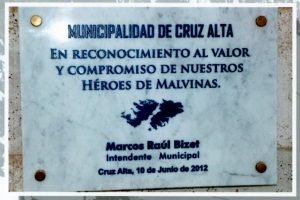 MUNICIPALIDAD DE CRUZ ALTA
EN RECONOCIMIENTO AL VALOR
Y COMPROMISO DE NUESTROS
HÉROES DE MALVINAS.
Marcos Raúl Bizet
Intendente Municipal
Cruz Alta, 10 de Junio de 2012